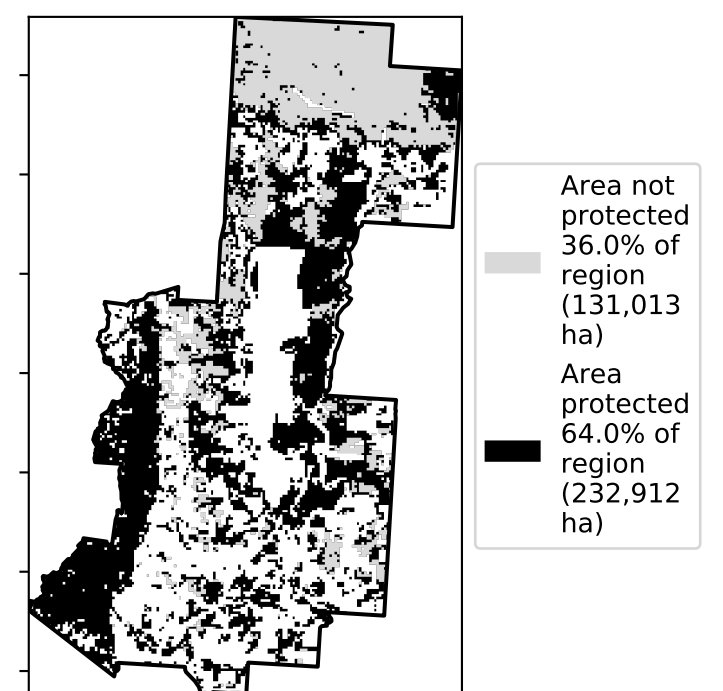 Area not
protected
36.0% of
region
(131,013
ha)
Area
protected
64.0% of
region
(232,912
ha)